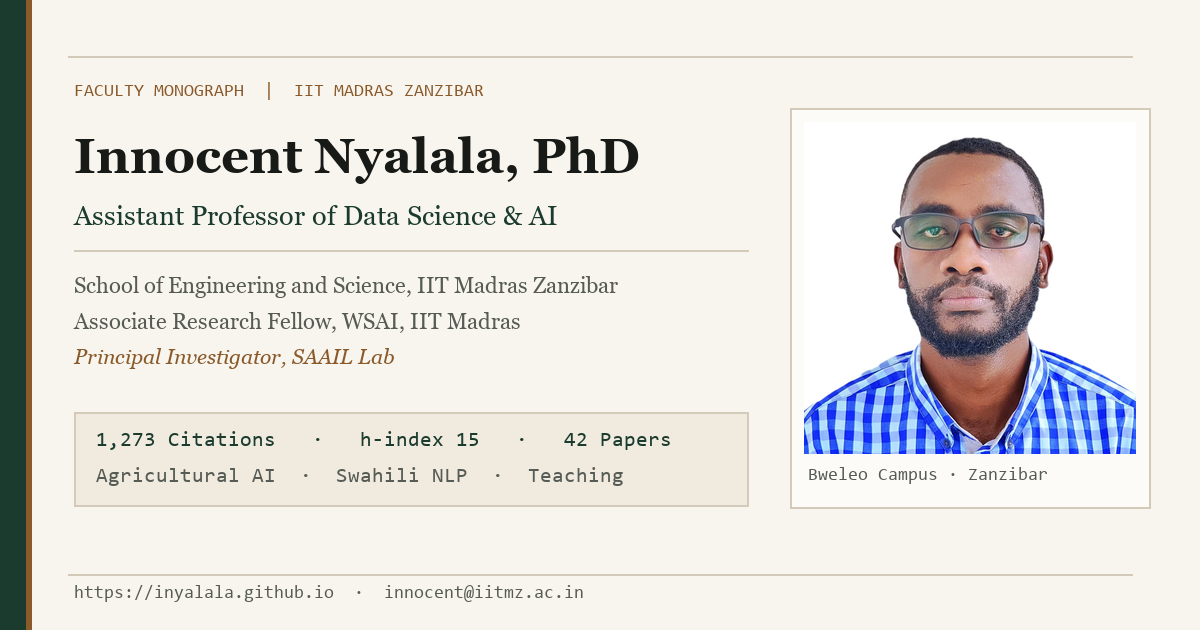 FACULTY MONOGRAPH | IIT MADRAS ZANZIBAR
Innocent Nyalala, PhD
Assistant Professor of Data Science & AI
School of Engineering and Science, IIT Madras Zanzibar
Associate Research Fellow, WSAI, IIT Madras
Principal Investigator, SAAIL Lab
1,273 Citations · h-index 15 · 42 Papers
Agricultural AI · Swahili NLP · Teaching
Bweleo Campus · Zanzibar
https://inyalala.github.io · innocent@iitmz.ac.in